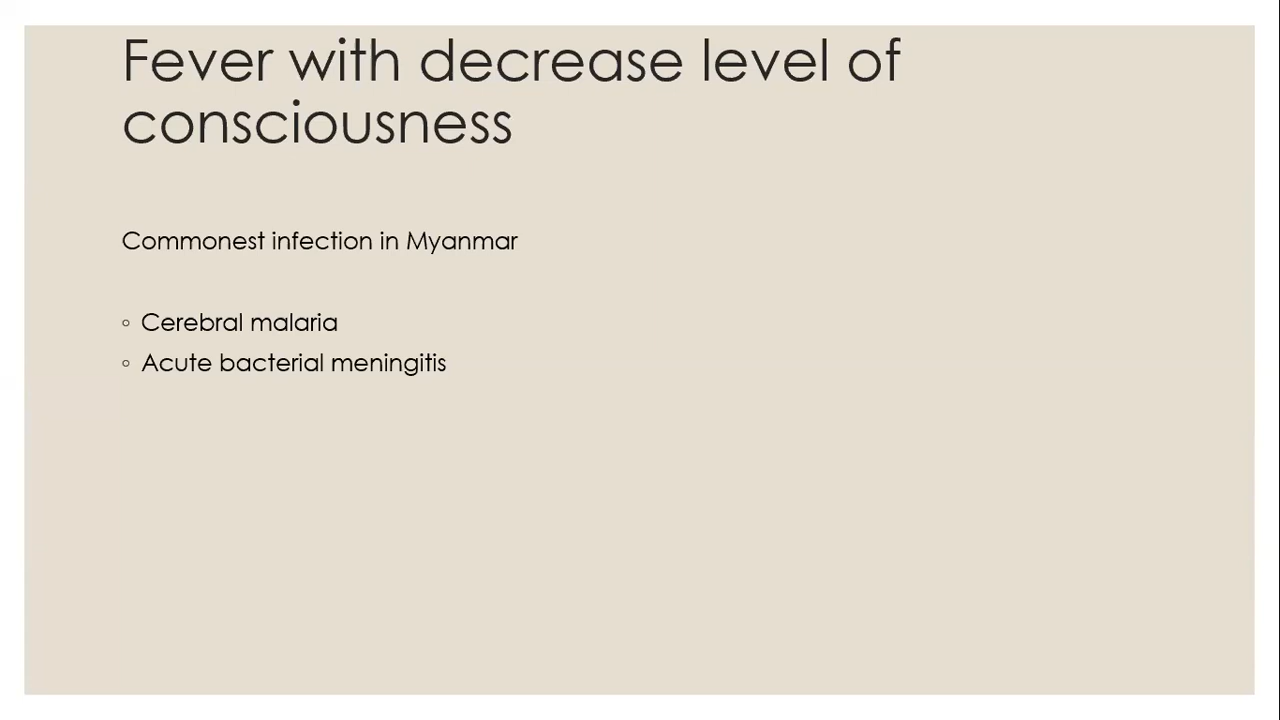 Fever with decrease level of
consciousness
Commonest infection in Myanmar
◦ Cerebral malaria
◦ Acute bacterial meningitis